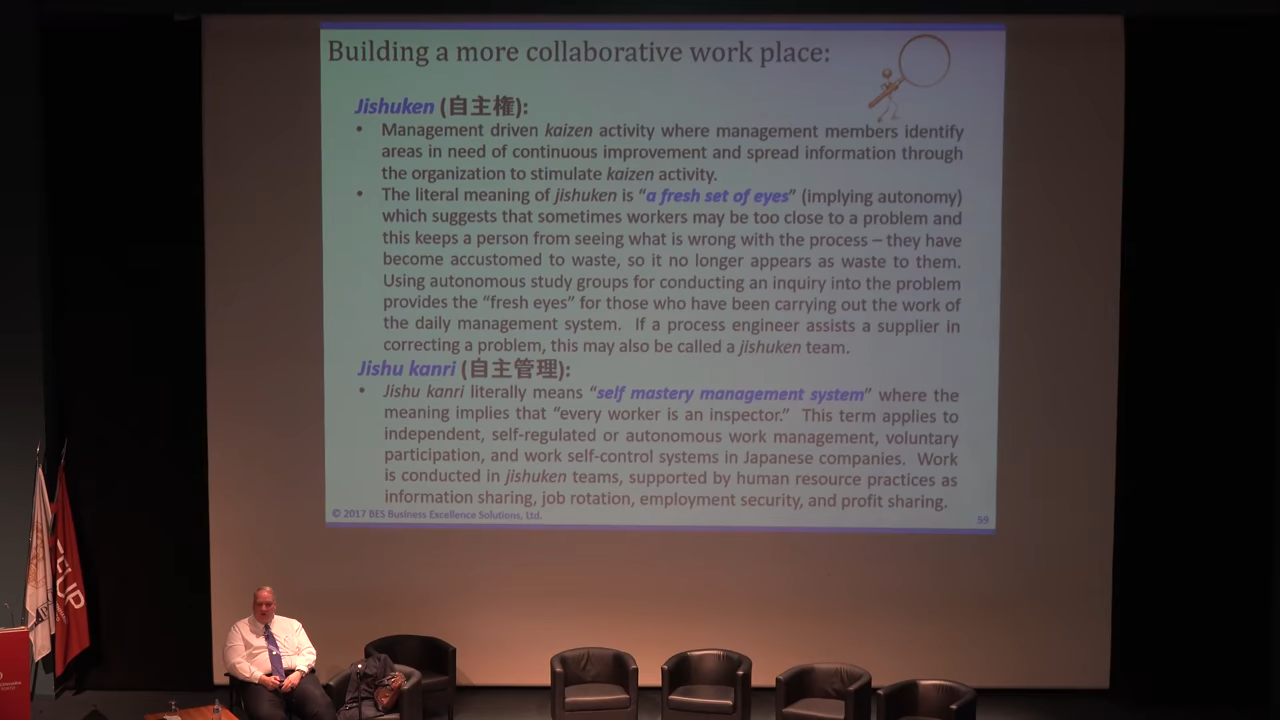 Building a more collaborative work place:
Jishuken (自主権):
• Management driven kaizen activity where management members identify
areas in need of continuous improvement and spread information through
the organization to stimulate kaizen activity.
• The literal meaning of jishuken is “a fresh set of eyes” (implying autonomy)
which suggests that sometimes workers may be too close to a problem and
this keeps a person from seeing what is wrong with the process – they have
become accustomed to waste, so it no longer appears as waste to them.
Using autonomous study groups for conducting an inquiry into the problem
provides the “fresh eyes” for those who have been carrying out the work of
the daily management system. If a process engineer assists a supplier in
correcting a problem, this may also be called a jishuken team.
Jishu kanri (自主管理):
• Jishu kanri literally means “self mastery management system” where the
meaning implies that “every worker is an inspector.” This term applies to
independent, self-regulated or autonomous work management, voluntary
participation, and work self-control systems in Japanese companies. Work
is conducted in jishuken teams, supported by human resource practices as
information sharing, job rotation, employment security, and profit sharing.
© 2017 BES Business Excellence Solutions, Ltd.
59
FEUP